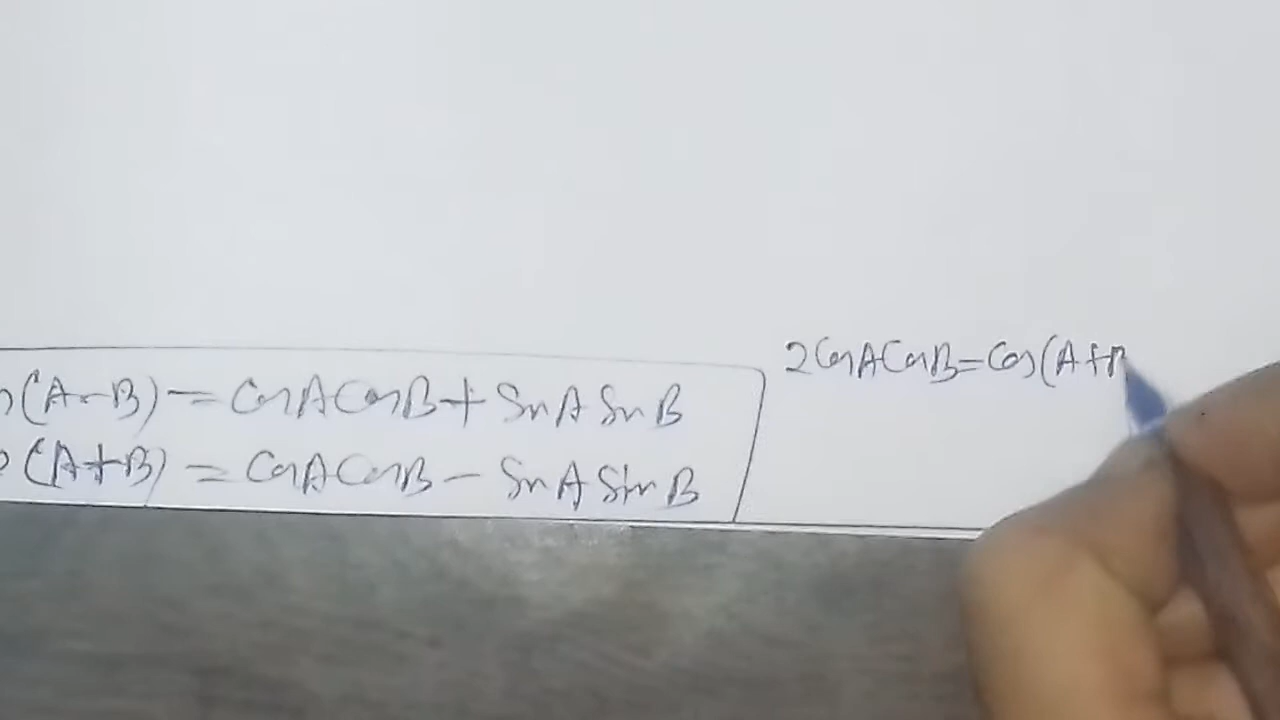 (A-B) = CosACosB + SinA SinB
(A+B) = CosACosB - SinA SinB
2CosACosB = Cos(A+B